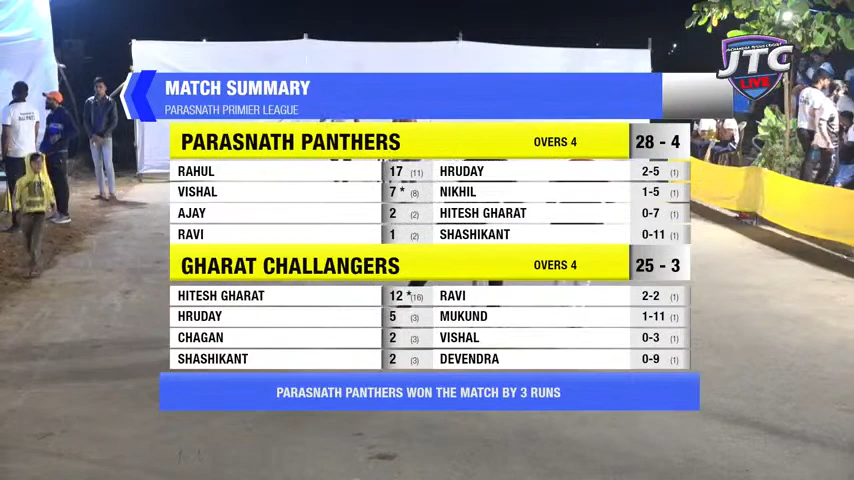 MATCH SUMMARY
PARASNATH PRIMIER LEAGUE
JTC
LIVE
PARASNATH PANTHERS OVERS 4 28 - 4
RAHUL 17 (11) HRUDAY 2-5 (1)
VISHAL 7 * (8) NIKHIL 1-5 (1)
AJAY 2 (2) HITESH GHARAT 0-7 (1)
RAVI 1 (2) SHASHIKANT 0-11 (1)
GHARAT CHALLANGERS OVERS 4 25 - 3
HITESH GHARAT 12 * (16) RAVI 2-2 (1)
HRUDAY 5 (3) MUKUND 1-11 (1)
CHAGAN 2 (3) VISHAL 0-3 (1)
SHASHIKANT 2 (3) DEVENDRA 0-9 (1)
PARASNATH PANTHERS WON THE MATCH BY 3 RUNS